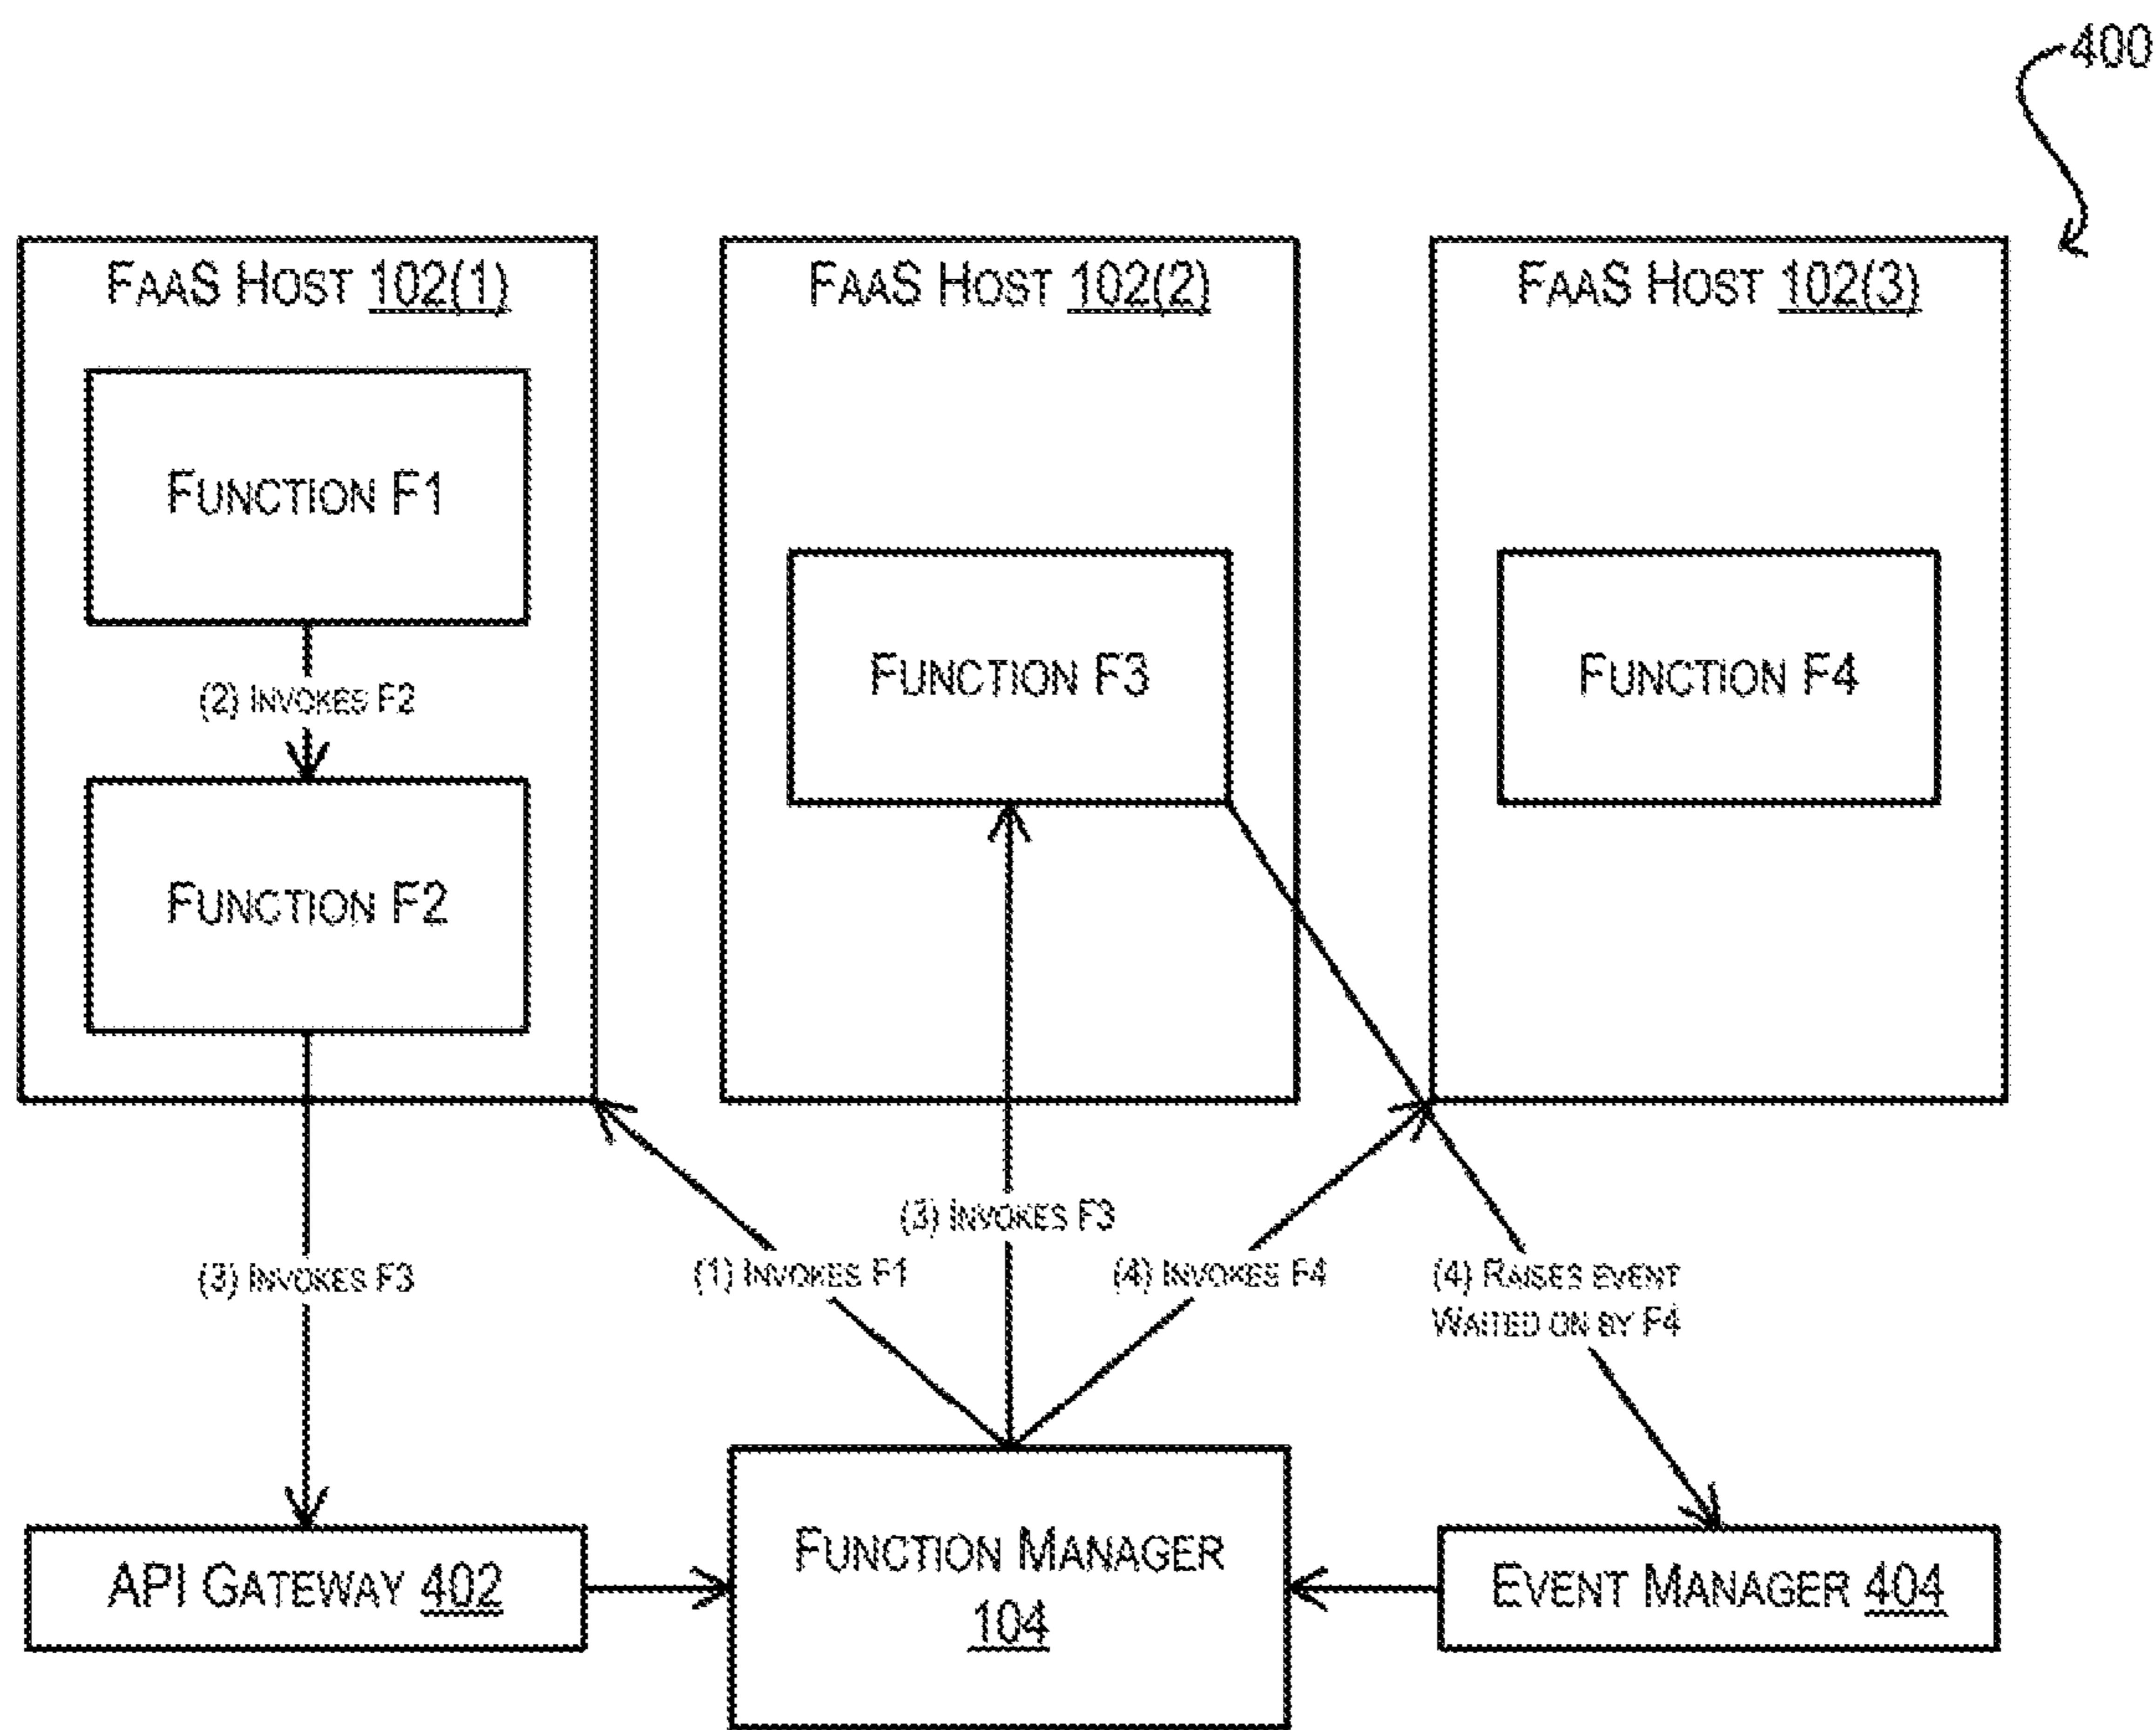 400
FAAS HOST 102(1)
FAAS HOST 102(2)
FAAS HOST 102(3)
FUNCTION F1
(2) INVOKES F2
FUNCTION F2
FUNCTION F3
FUNCTION F4
(3) INVOKES F3
(1) INVOKES F1
(3) INVOKES F3
(4) INVOKES F4
(4) RAISES EVENT
WAITED ON BY F4
API GATEWAY 402
FUNCTION MANAGER
104
EVENT MANAGER 404